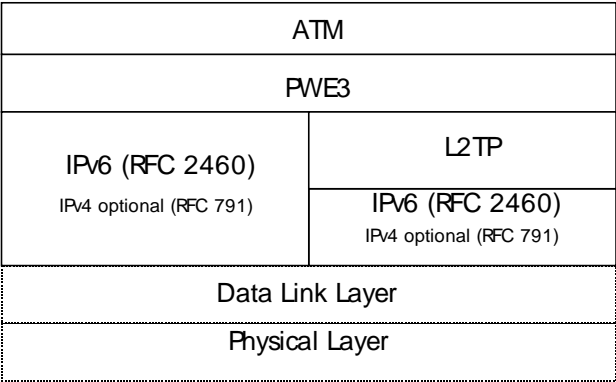 ATM
PWE3
IPv6 (RFC 2460)
IPv4 optional (RFC 791)
L2TP
IPv6 (RFC 2460)
IPv4 optional (RFC 791)
Data Link Layer
Physical Layer